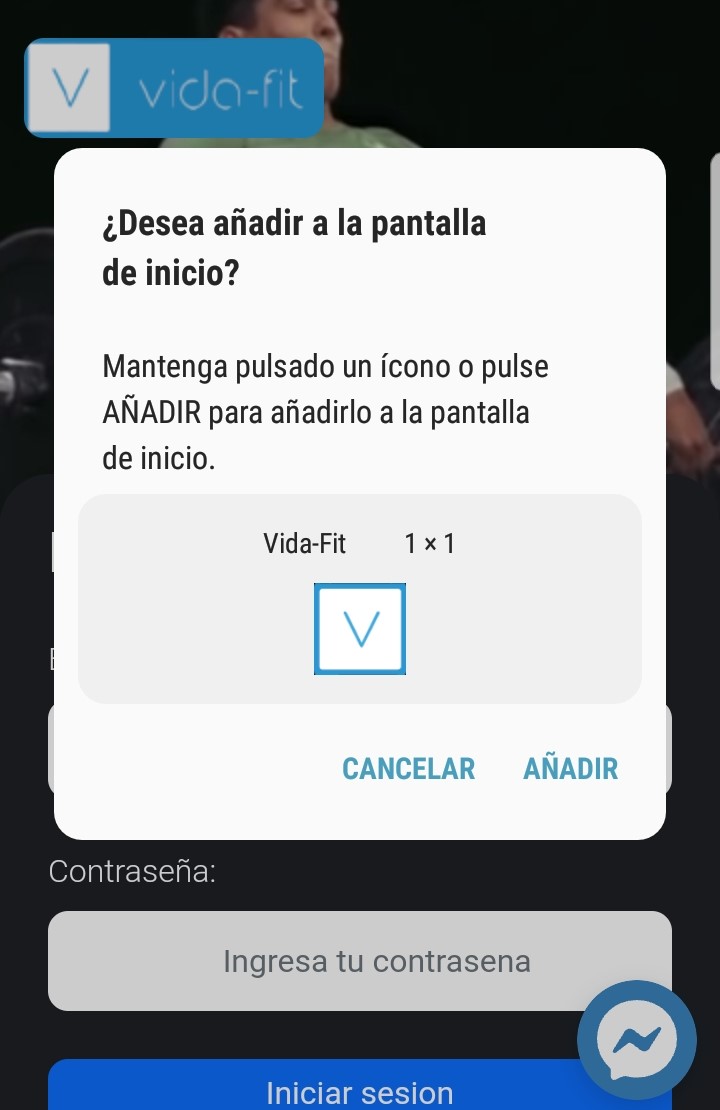 V vida-fit
¿Desea añadir a la pantalla
de inicio?
Mantenga pulsado un ícono o pulse
AÑADIR para añadirlo a la pantalla
de inicio.
Vida-Fit 1 × 1
V
CANCELAR AÑADIR
Contraseña:
Ingresa tu contrasena
Iniciar sesion